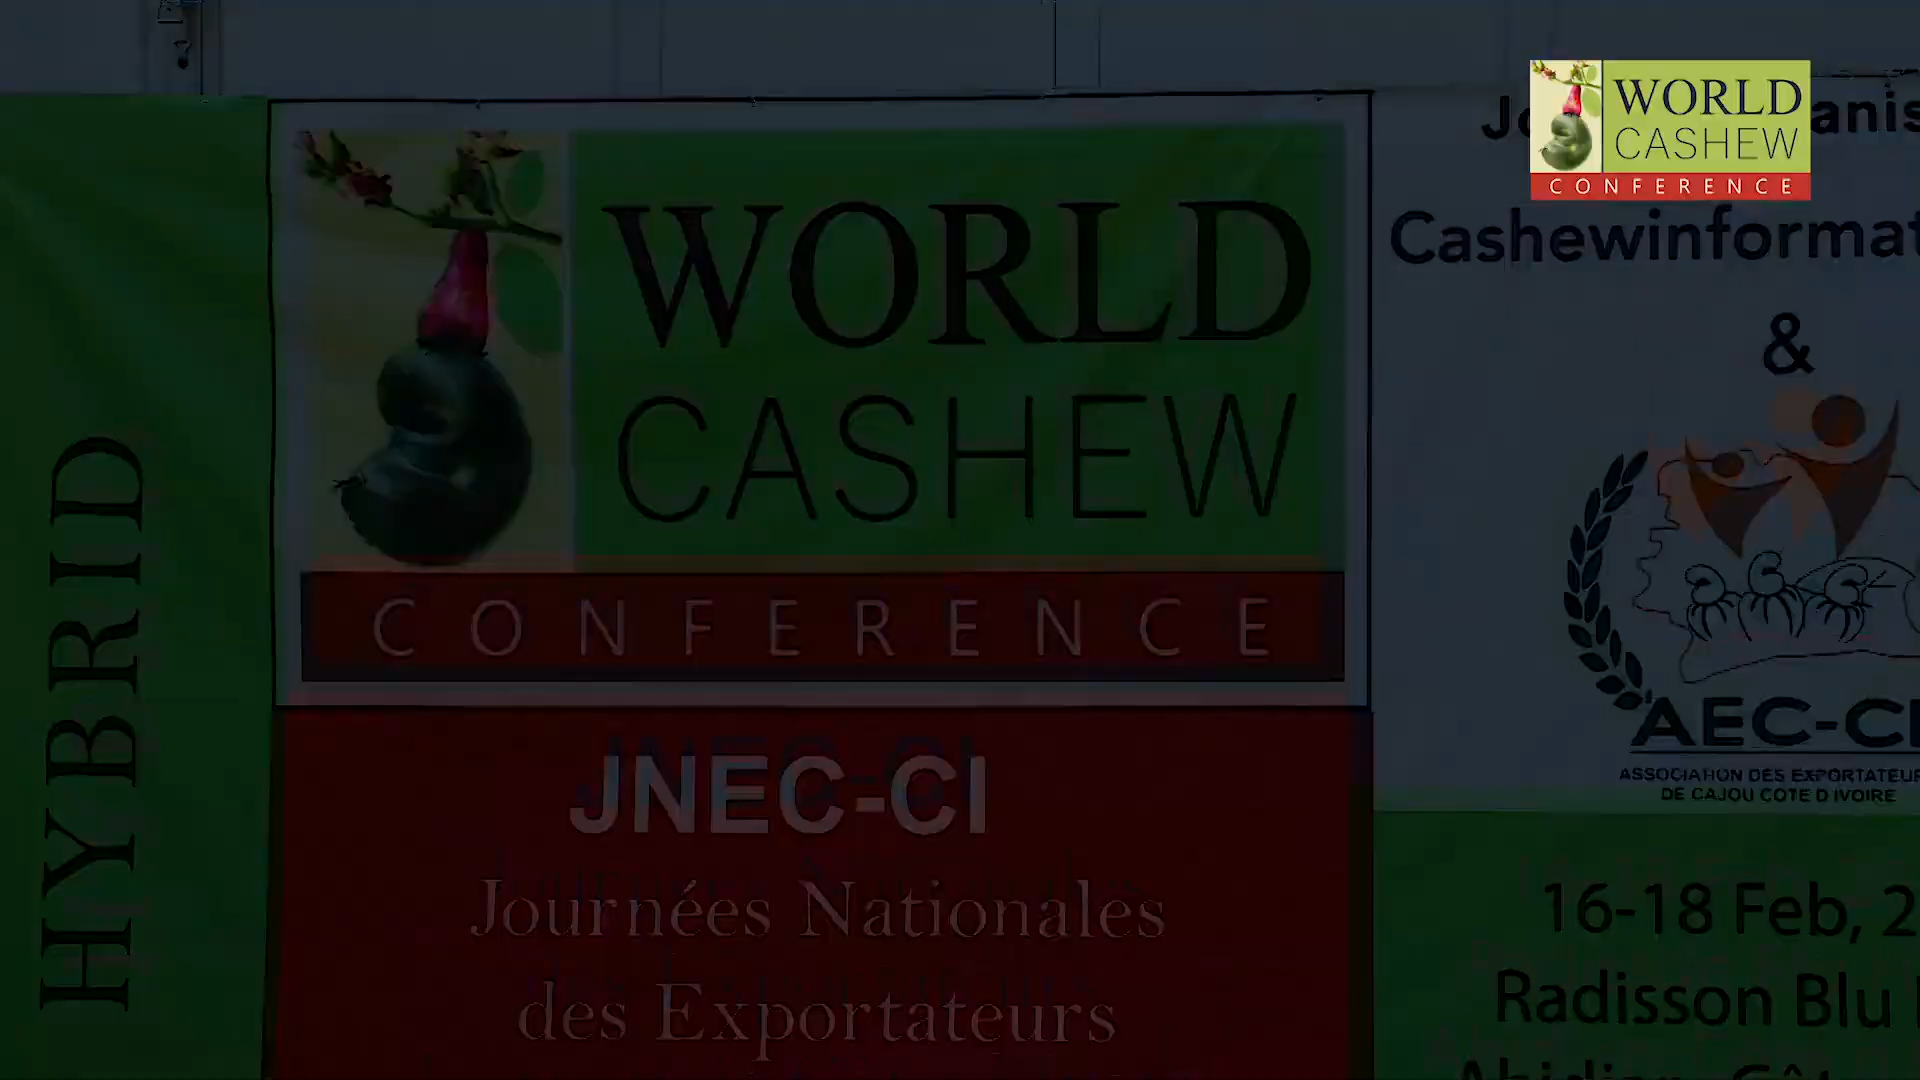 HYBRID
WORLD
CASHEW
CONFERENCE
JNEC-CI
Journées Nationales
des Exportateurs
WORLD
CASHEW
CONFERENCE
Cashewinformat
&
AEC-CI
ASSOCIATION DES EXPORTATEUR
DE CAJOU COTE D'IVOIRE
16-18 Feb, 2
Radisson Blu